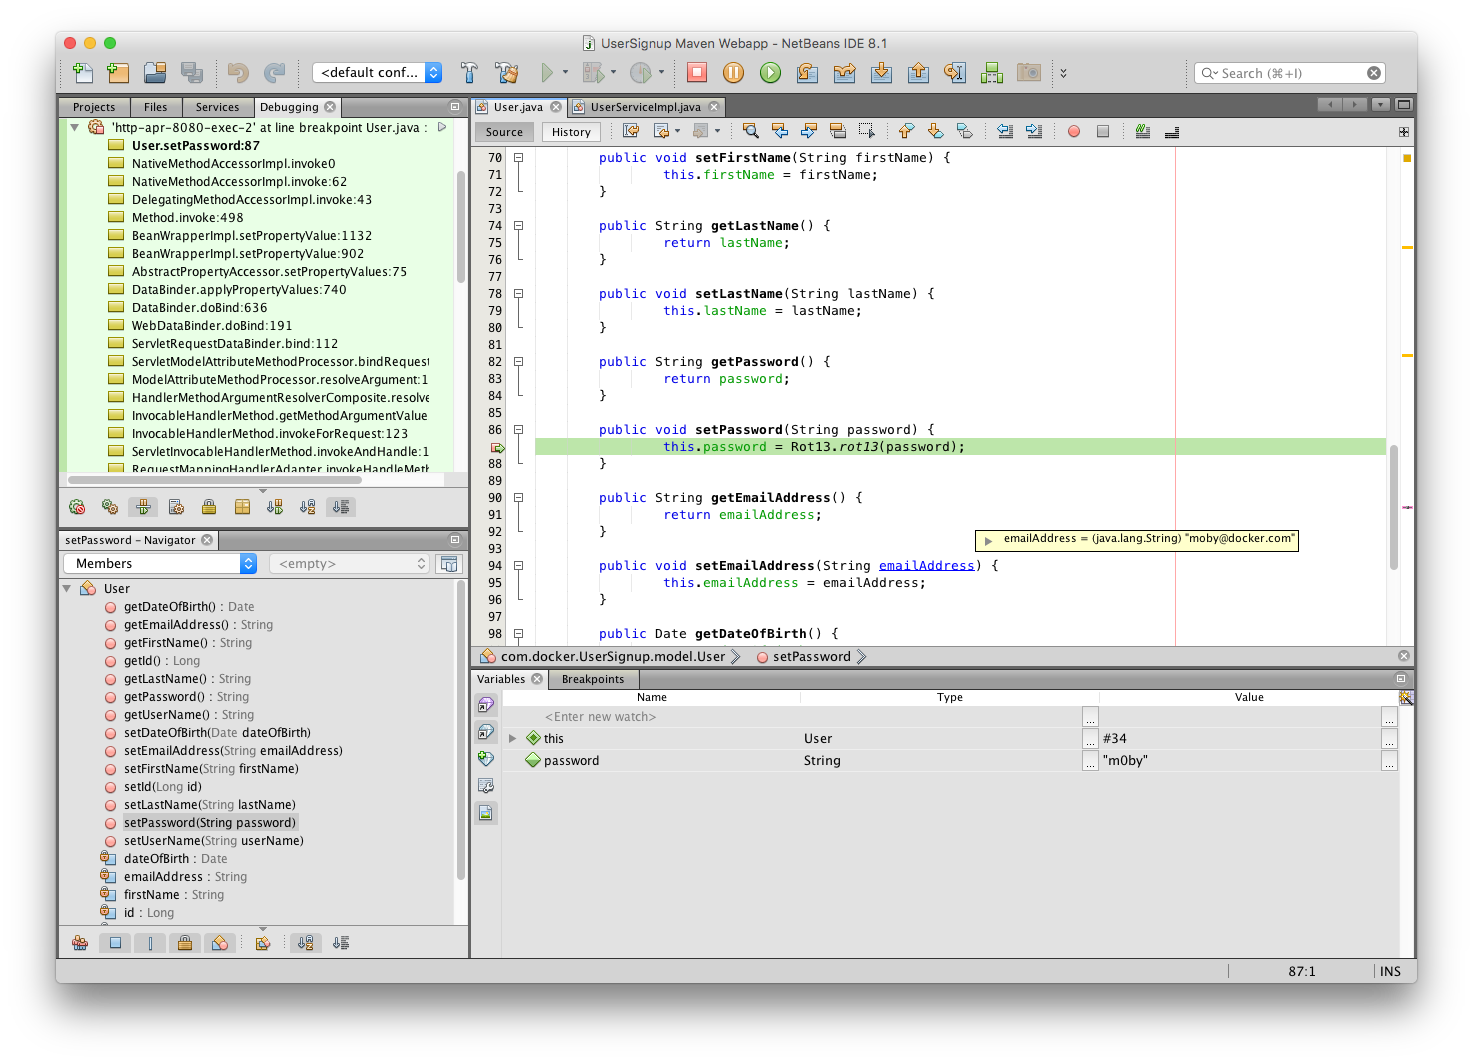 UserSignup Maven Webapp - NetBeans IDE 8.1
<default conf...
Search (⌘+I)
Projects
Files
Services
Debugging
'http-apr-8080-exec-2' at line breakpoint User.java :
User.setPassword:87
NativeMethodAccessorImpl.invoke0
NativeMethodAccessorImpl.invoke:62
DelegatingMethodAccessorImpl.invoke:43
Method.invoke:498
BeanWrapperImpl.setPropertyValue:1132
BeanWrapperImpl.setPropertyValue:902
AbstractPropertyAccessor.setPropertyValues:75
DataBinder.applyPropertyValues:740
DataBinder.doBind:636
WebDataBinder.doBind:191
ServletRequestDataBinder.bind:112
ServletModelAttributeMethodProcessor.bindRequest
ModelAttributeMethodProcessor.resolveArgument:1
HandlerMethodArgumentResolverComposite.resolve
InvocableHandlerMethod.getMethodArgumentValue
InvocableHandlerMethod.invokeForRequest:123
ServletInvocableHandlerMethod.invokeAndHandle:1
RequestMappingHandlerAdapter.invokeHandleMeth
setPassword - Navigator
Members
<empty>
User
getDateOfBirth() : Date
getEmailAddress() : String
getFirstName() : String
getId() : Long
getLastName() : String
getPassword() : String
getUserName() : String
setDateOfBirth(Date dateOfBirth)
setEmailAddress(String emailAddress)
setFirstName(String firstName)
setId(Long id)
setLastName(String lastName)
setPassword(String password)
setUserName(String userName)
dateOfBirth : Date
emailAddress : String
firstName : String
id : Long
User.java
UserServiceImpl.java
Source
History
70 public void setFirstName(String firstName) {
71 this.firstName = firstName;
72 }
73
74 public String getLastName() {
75 return lastName;
76 }
77
78 public void setLastName(String lastName) {
79 this.lastName = lastName;
80 }
81
82 public String getPassword() {
83 return password;
84 }
85
86 public void setPassword(String password) {
this.password = Rot13.rot13(password);
88 }
89
90 public String getEmailAddress() {
91 return emailAddress;
92 }
93
emailAddress = (java.lang.String) "moby@docker.com"
94 public void setEmailAddress(String emailAddress) {
95 this.emailAddress = emailAddress;
96 }
97
98 public Date getDateOfBirth() {
com.docker.UserSignup.model.User
setPassword
Variables
Breakpoints
Name Type Value
<Enter new watch> ... ...
this User ... #34 ...
password String ... "m0by" ...
87:1
INS